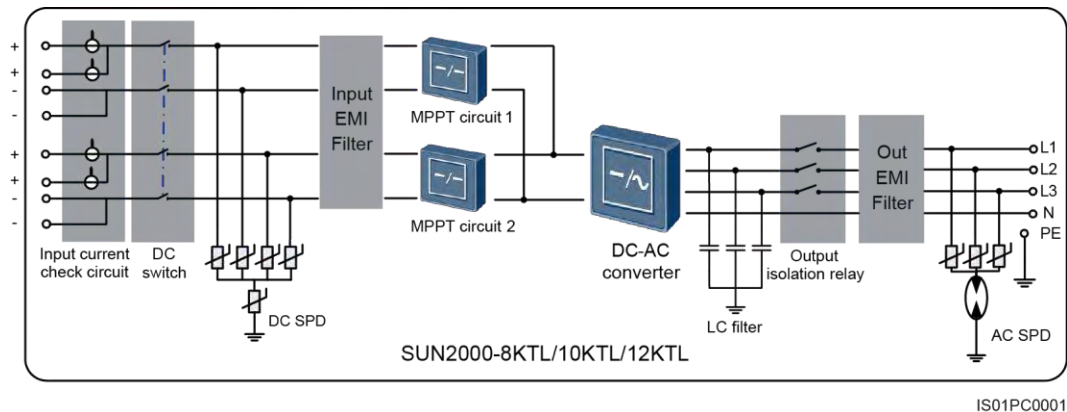 +
+
-
-
+
+
-
-
Input current
check circuit
DC
switch
DC SPD
Input
EMI
Filter
MPPT circuit 1
MPPT circuit 2
DC-AC
converter
LC filter
Output
isolation relay
Out
EMI
Filter
L1
L2
L3
N
PE
AC SPD
SUN2000-8KTL/10KTL/12KTL
IS01PC0001